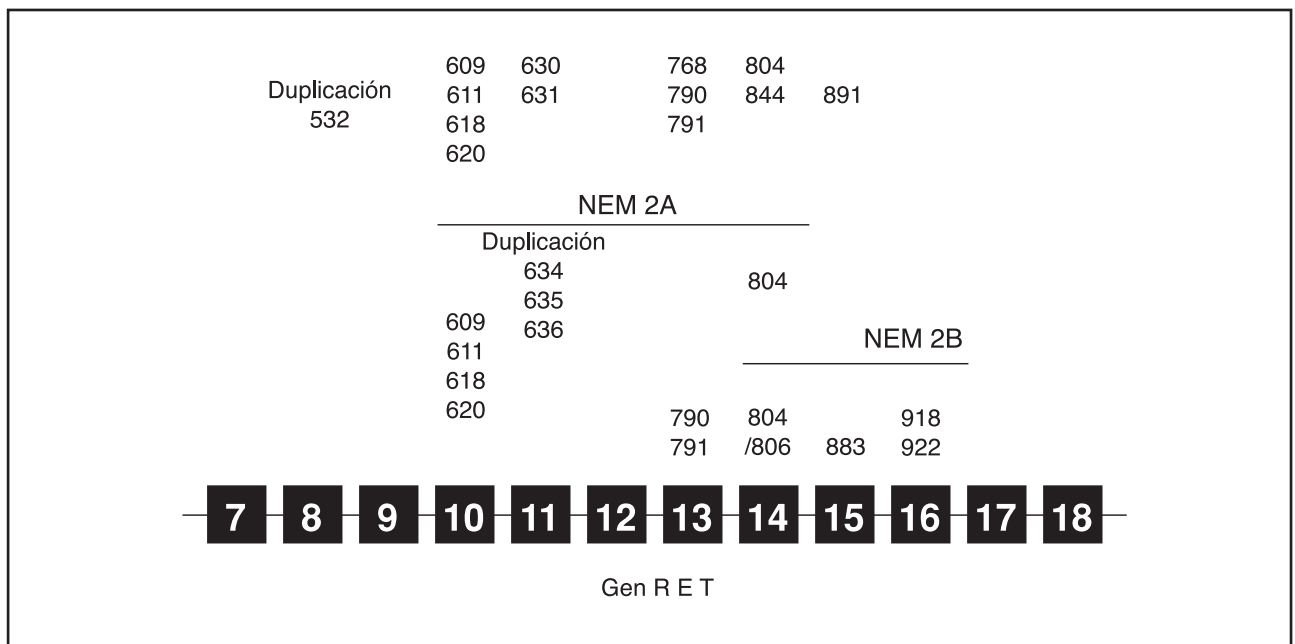 609 630 768 804
Duplicación 611 631 790 844 891
532 618 791
620
NEM 2A
Duplicación
634 804
635
609 636
611 NEM 2B
618
620 790 804 918
791 /806 883 922
7 8 9 10 11 12 13 14 15 16 17 18
Gen R E T